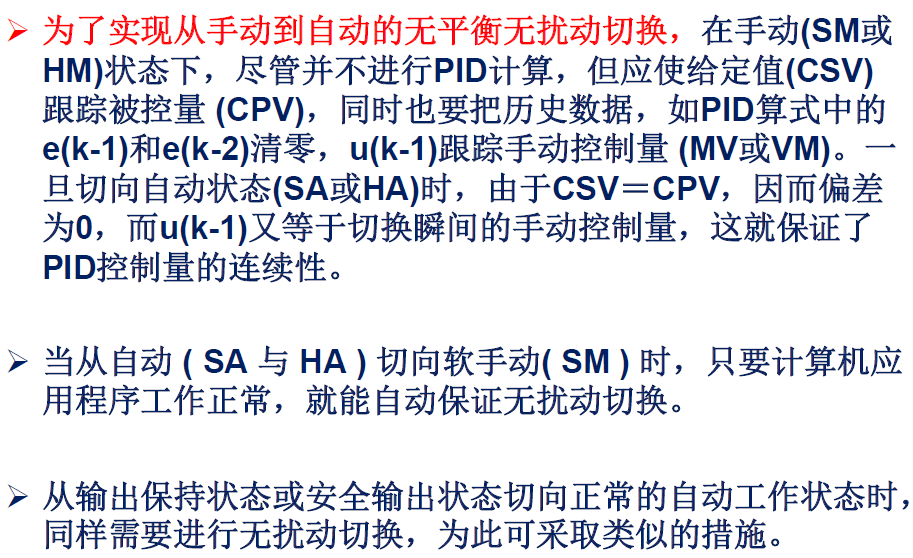 ➢ 为了实现从手动到自动的无平衡无扰动切换，在手动(SM或
HM)状态下，尽管并不进行PID计算，但应使给定值(CSV)
跟踪被控量 (CPV)，同时也要把历史数据，如PID算式中的
e(k-1)和e(k-2)清零，u(k-1)跟踪手动控制量 (MV或VM)。一
旦切向自动状态(SA或HA)时，由于CSV＝CPV，因而偏差
为0，而u(k-1)又等于切换瞬间的手动控制量，这就保证了
PID控制量的连续性。
➢ 当从自动 ( SA 与 HA ) 切向软手动( SM ) 时，只要计算机应
用程序工作正常，就能自动保证无扰动切换。
➢ 从输出保持状态或安全输出状态切向正常的自动工作状态时，
同样需要进行无扰动切换，为此可采取类似的措施。